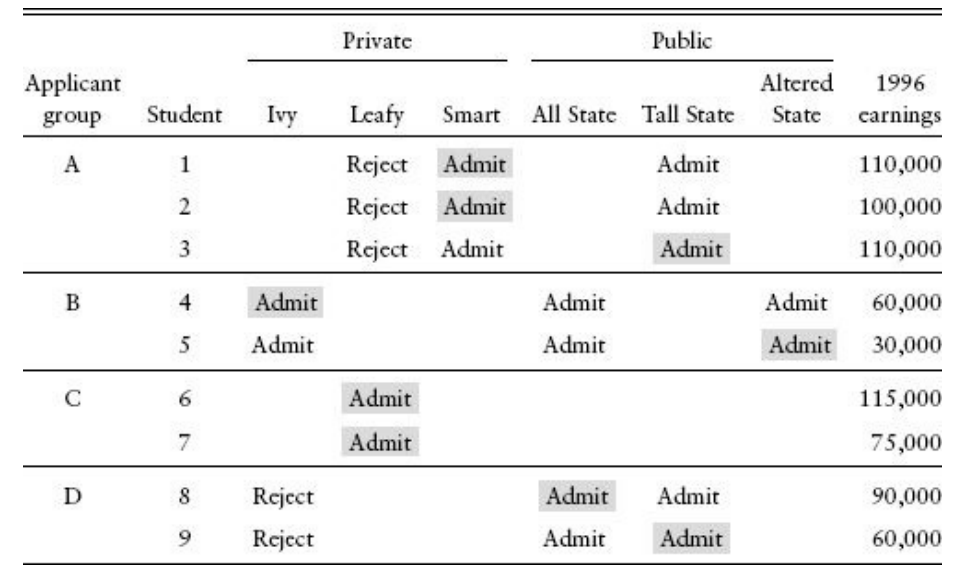 Private Public
Applicant Altered 1996
group Student Ivy Leafy Smart All State Tall State State earnings
A 1 Reject Admit Admit 110,000
2 Reject Admit Admit 100,000
3 Reject Admit Admit 110,000
B 4 Admit Admit Admit 60,000
5 Admit Admit Admit 30,000
C 6 Admit 115,000
7 Admit 75,000
D 8 Reject Admit Admit 90,000
9 Reject Admit Admit 60,000